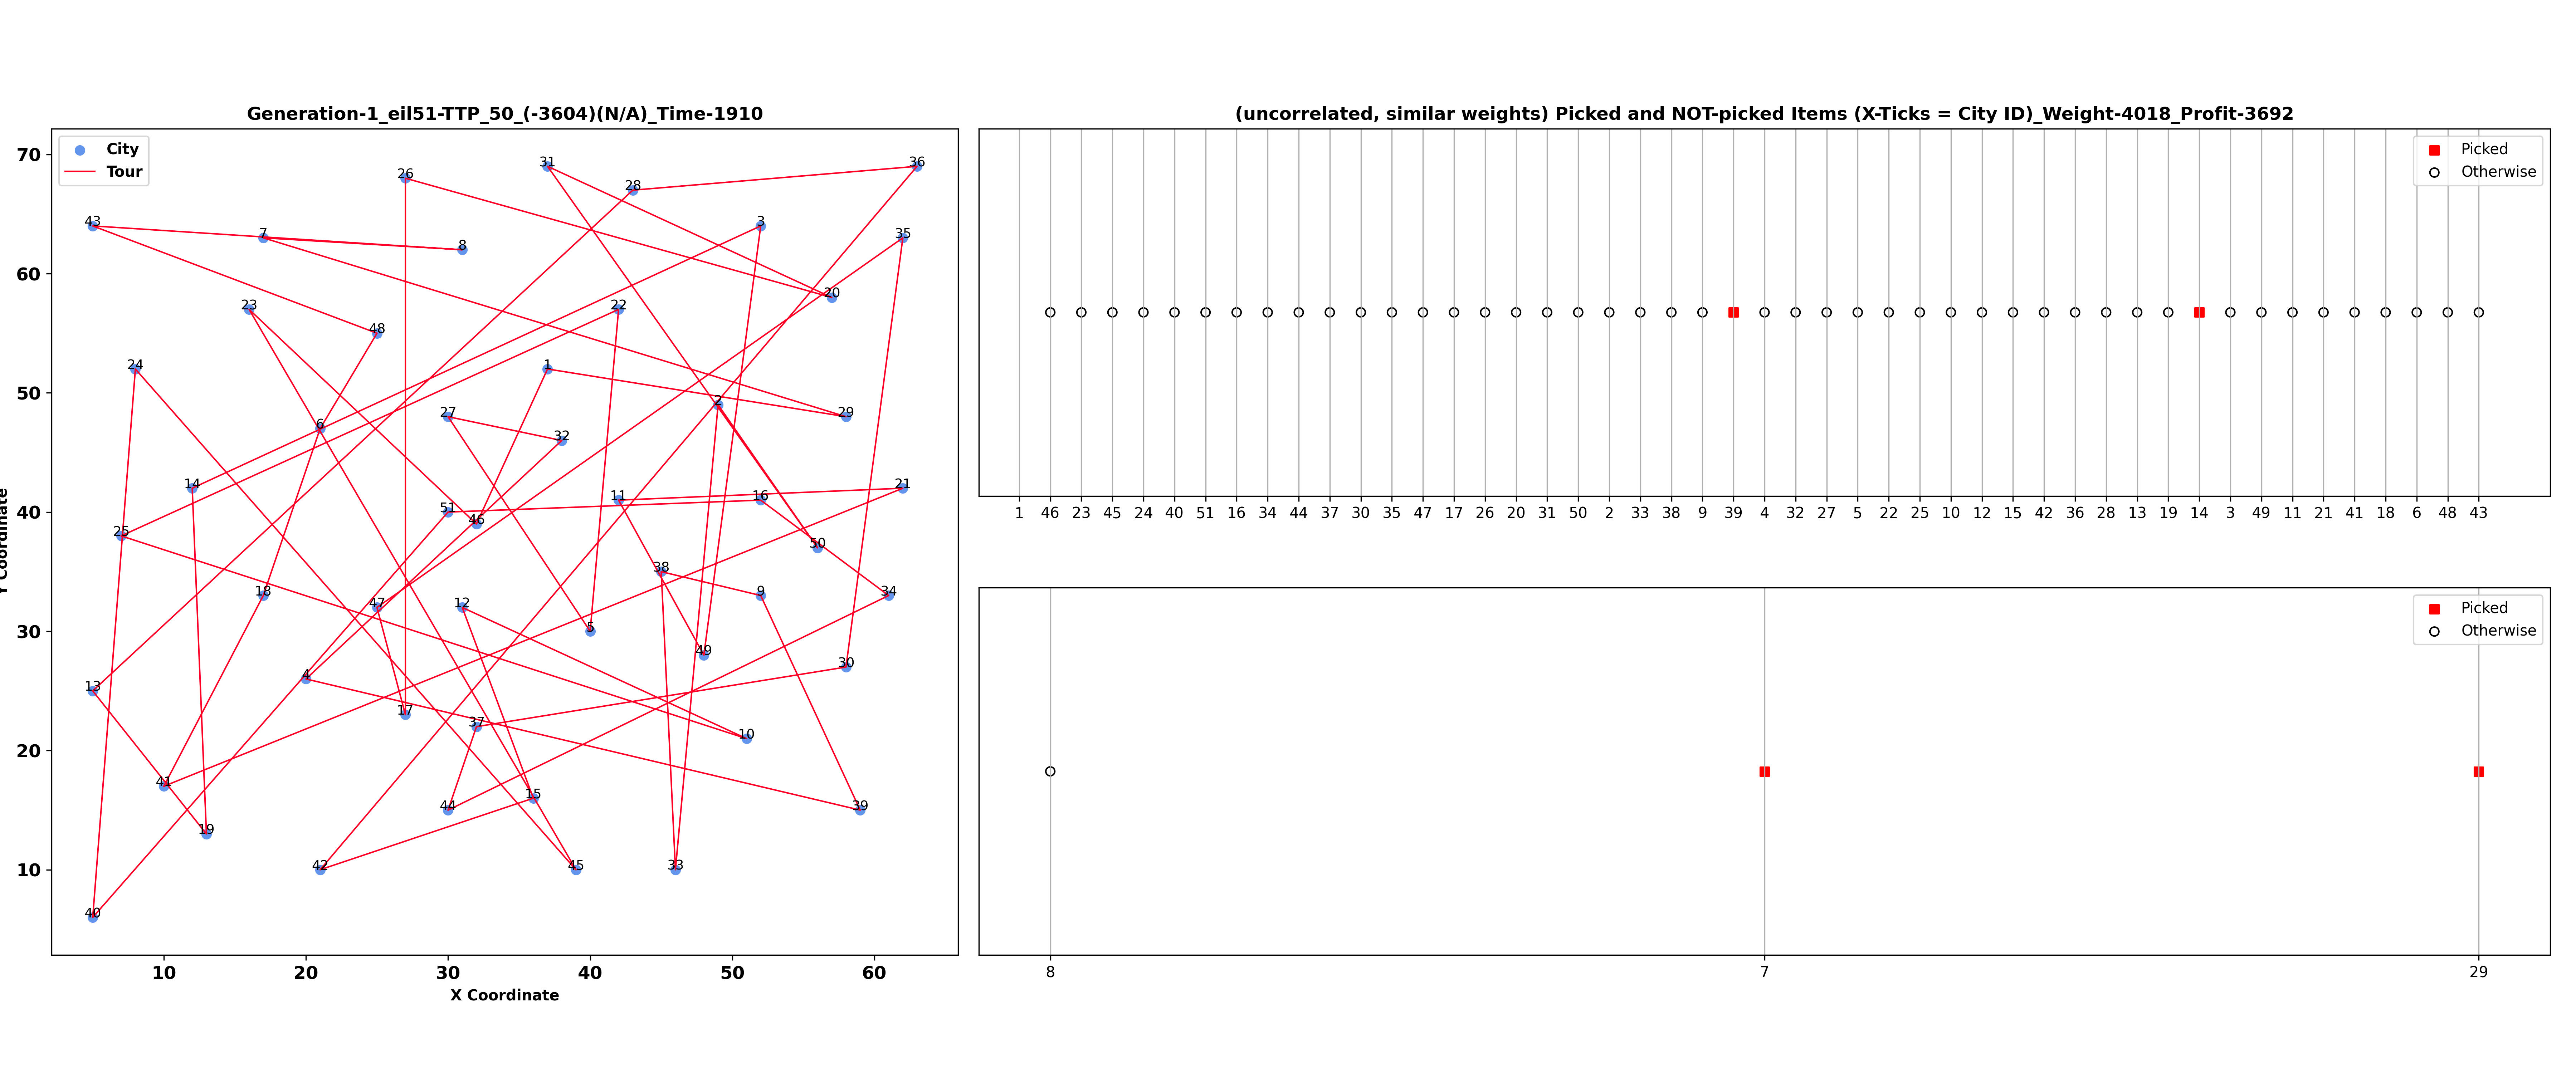 Generation-1_eil51-TTP_50_(-3604)(N/A)_Time-1910
City
Tour
70
60
50
40
30
20
10
10 20 30 40 50 60
X Coordinate
Y Coordinate
31 36
26 28
43 7 8 3 35
20
23 22
48
24 1
27 2 29
6 32
14 11 16 21
51 46
25 50
38
18 47 12 9 34
5
49
4 30
13
17 37 10
41 15
44 39
19
42 45 33
40
(uncorrelated, similar weights) Picked and NOT-picked Items (X-Ticks = City ID)_Weight-4018_Profit-3692
Picked
Otherwise
1 46 23 45 24 40 51 16 34 44 37 30 35 47 17 26 20 31 50 2 33 38 9 39 4 32 27 5 22 25 10 12 15 42 36 28 13 19 14 3 49 11 21 41 18 6 48 43
Picked
Otherwise
8 7 29